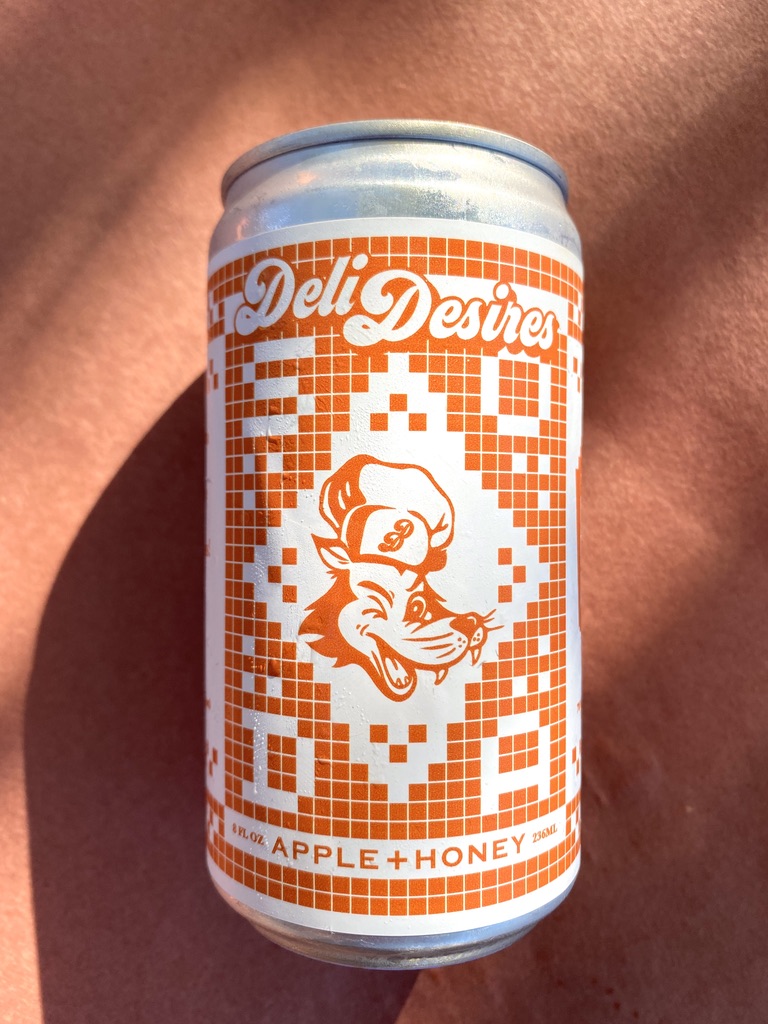 Deli Desires
8 FL OZ APPLE+HONEY 236ML